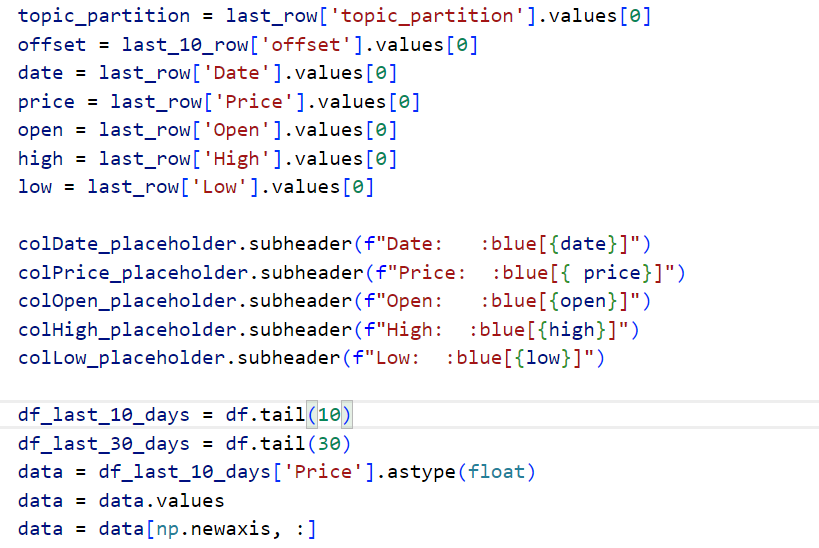 topic_partition = last_row['topic_partition'].values[0]
offset = last_10_row['offset'].values[0]
date = last_row['Date'].values[0]
price = last_row['Price'].values[0]
open = last_row['Open'].values[0]
high = last_row['High'].values[0]
low = last_row['Low'].values[0]
colDate_placeholder.subheader(f"Date:   :blue[{date}]")
colPrice_placeholder.subheader(f"Price:  :blue[{ price}]")
colOpen_placeholder.subheader(f"Open:   :blue[{open}]")
colHigh_placeholder.subheader(f"High:  :blue[{high}]")
colLow_placeholder.subheader(f"Low:  :blue[{low}]")
df_last_10_days = df.tail(10)
df_last_30_days = df.tail(30)
data = df_last_10_days['Price'].astype(float)
data = data.values
data = data[np.newaxis, :]